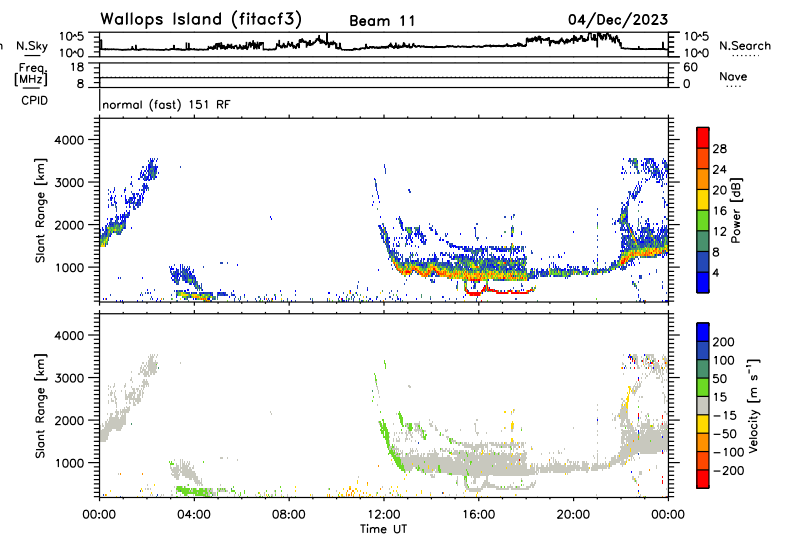 Wallops Island (fitacf3) Beam 11 04/Dec/2023
n N.Sky 10^5 10^0 10^5 10^0 N.Search
Freq. [MHz] 18 8 60 0 Nave
CPID normal (fast) 151 RF
Slant Range [km] 4000 3000 2000 1000
28 24 20 16 12 8 4 Power [dB]
Slant Range [km] 4000 3000 2000 1000
200 100 50 15 −15 −50 −100 −200 Velocity [m s⁻¹]
00:00 04:00 08:00 12:00 16:00 20:00 00:00
Time UT